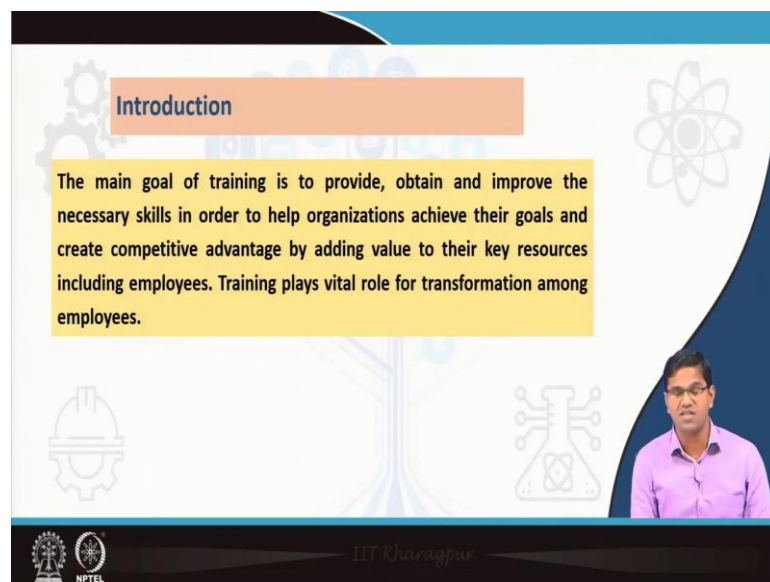 Introduction
The main goal of training is to provide, obtain and improve the
necessary skills in order to help organizations achieve their goals and
create competitive advantage by adding value to their key resources
including employees. Training plays vital role for transformation among
employees.
IIT Kharagpur
NPTEL